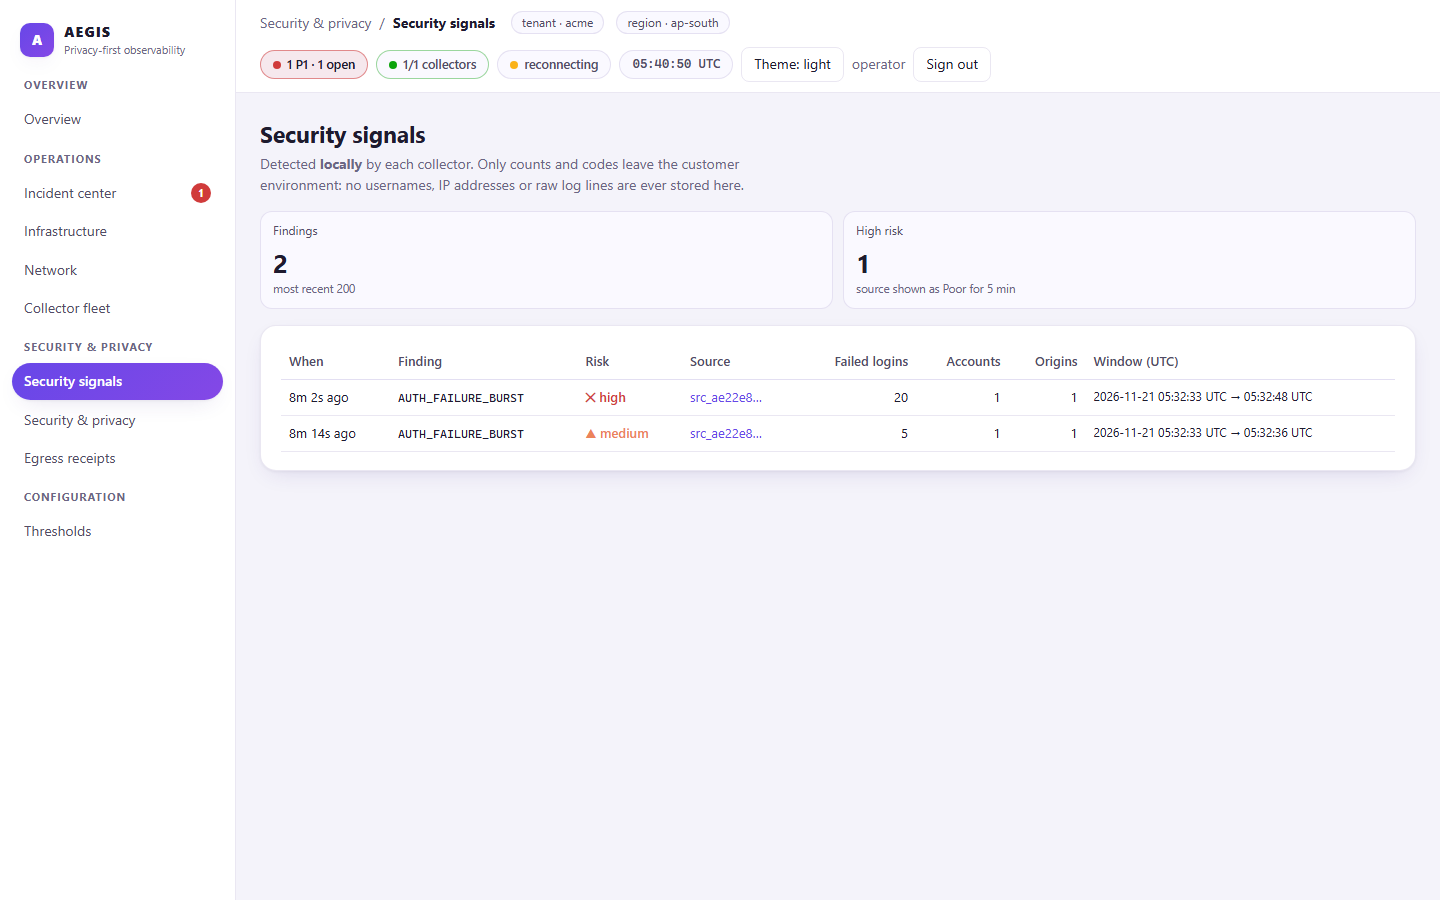 A
AEGIS
Privacy-first observability
OVERVIEW
Overview
OPERATIONS
Incident center 1
Infrastructure
Network
Collector fleet
SECURITY & PRIVACY
Security signals
Security & privacy
Egress receipts
CONFIGURATION
Thresholds
Security & privacy / Security signals tenant · acme region · ap-south
1 P1 · 1 open 1/1 collectors reconnecting 05:40:50 UTC Theme: light operator Sign out
Security signals
Detected locally by each collector. Only counts and codes leave the customer
environment: no usernames, IP addresses or raw log lines are ever stored here.
Findings
2
most recent 200
High risk
1
source shown as Poor for 5 min
When Finding Risk Source Failed logins Accounts Origins Window (UTC)
8m 2s ago AUTH_FAILURE_BURST high src_ae22e8… 20 1 1 2026-11-21 05:32:33 UTC → 05:32:48 UTC
8m 14s ago AUTH_FAILURE_BURST medium src_ae22e8… 5 1 1 2026-11-21 05:32:33 UTC → 05:32:36 UTC